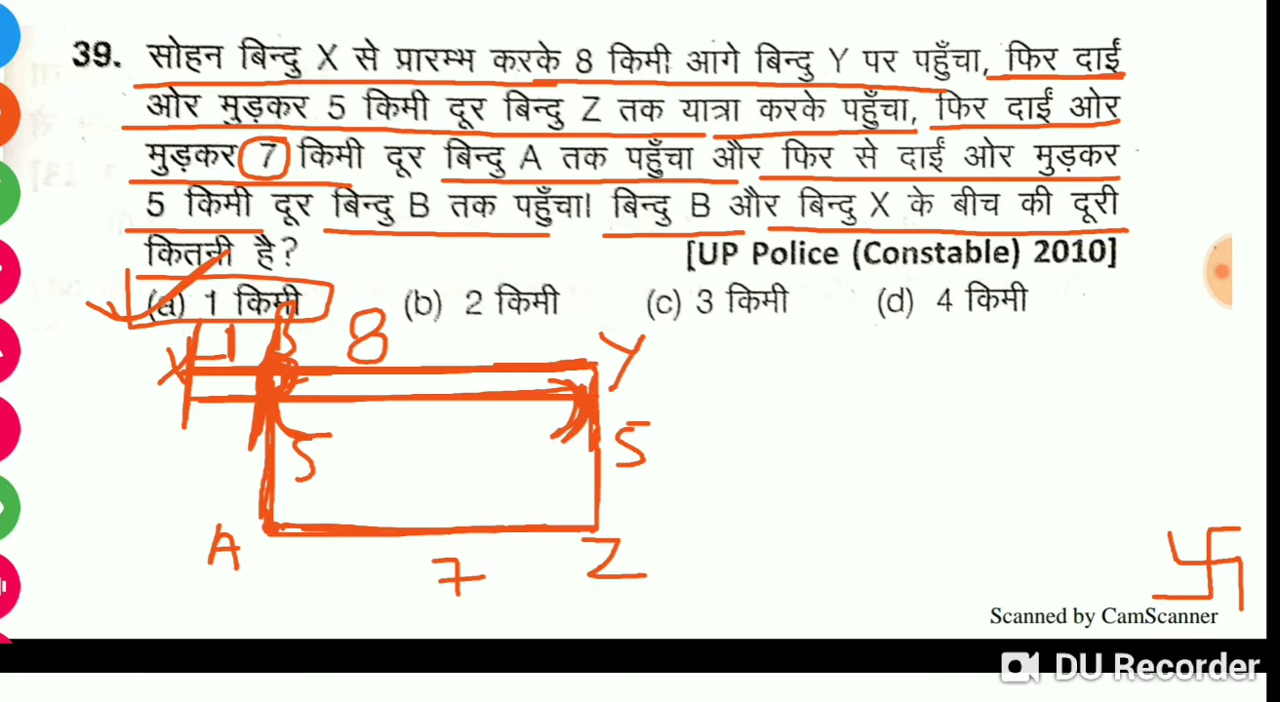 39. सोहन बिन्दु X से प्रारम्भ करके 8 किमी आगे बिन्दु Y पर पहुँचा, फिर दाईं
ओर मुड़कर 5 किमी दूर बिन्दु Z तक यात्रा करके पहुँचा, फिर दाईं ओर
मुड़कर 7 किमी दूर बिन्दु A तक पहुँचा और फिर से दाईं ओर मुड़कर
5 किमी दूर बिन्दु B तक पहुँचा। बिन्दु B और बिन्दु X के बीच की दूरी
कितनी है? [UP Police (Constable) 2010]
(a) 1 किमी (b) 2 किमी (c) 3 किमी (d) 4 किमी
X 1 B 8 Y
5 5
A 7 Z
Scanned by CamScanner
DU Recorder